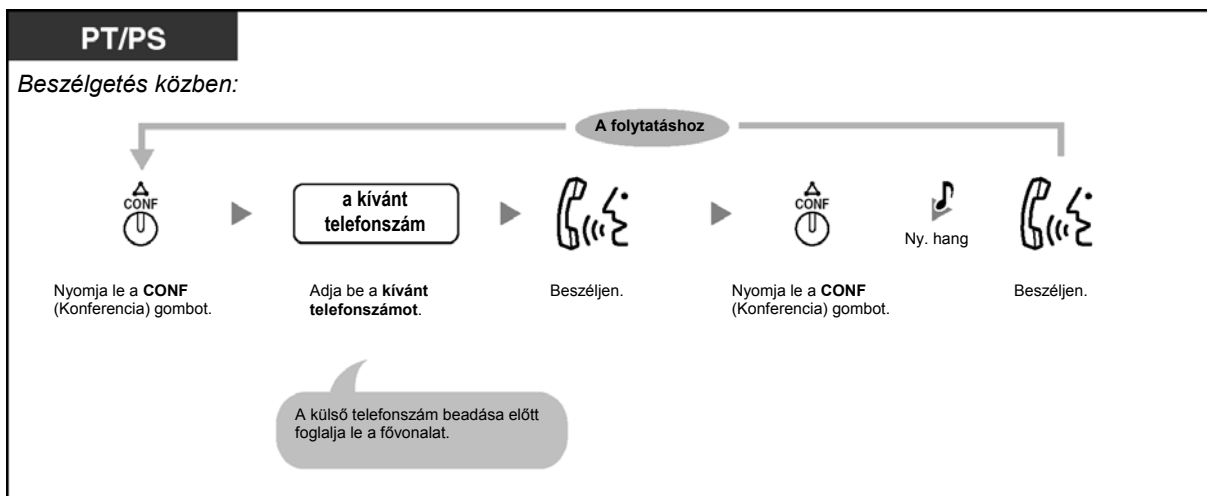 PT/PS
Beszélgetés közben:
A folytatáshoz
CONF
a kívánt
telefonszám
CONF
Ny. hang
Nyomja le a CONF
(Konferencia) gombot.
Adja be a kívánt
telefonszámot.
Beszéljen.
Nyomja le a CONF
(Konferencia) gombot.
Beszéljen.
A külső telefonszám beadása előtt
foglalja le a fővonalat.